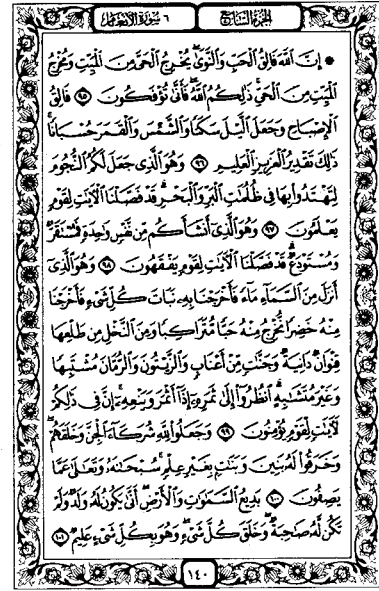 ٦ سورة الأنعام
الجزء السابع
۞ إِنَّ ٱللَّهَ فَالِقُ ٱلْحَبِّ وَٱلنَّوَىٰ يُخْرِجُ ٱلْحَىَّ مِنَ ٱلْمَيِّتِ وَمُخْرِجُ
ٱلْمَيِّتِ مِنَ ٱلْحَىِّ ذَٰلِكُمُ ٱللَّهُ فَأَنَّىٰ تُؤْفَكُونَ ٩٥ فَالِقُ
ٱلْإِصْبَاحِ وَجَعَلَ ٱلَّيْلَ سَكَنًا وَٱلشَّمْسَ وَٱلْقَمَرَ حُسْبَانًا
ذَٰلِكَ تَقْدِيرُ ٱلْعَزِيزِ ٱلْعَلِيمِ ٩٦ وَهُوَ ٱلَّذِى جَعَلَ لَكُمُ ٱلنُّجُومَ
لِتَهْتَدُوا۟ بِهَا فِى ظُلُمَٰتِ ٱلْبَرِّ وَٱلْبَحْرِ قَدْ فَصَّلْنَا ٱلْءَايَٰتِ لِقَوْمٍ
يَعْلَمُونَ ٩٧ وَهُوَ ٱلَّذِىٓ أَنشَأَكُم مِّن نَّفْسٍ وَٰحِدَةٍ فَمُسْتَقَرٌّ
وَمُسْتَوْدَعٌ قَدْ فَصَّلْنَا ٱلْءَايَٰتِ لِقَوْمٍ يَفْقَهُونَ ٩٨ وَهُوَ ٱلَّذِىٓ
أَنزَلَ مِنَ ٱلسَّمَآءِ مَآءً فَأَخْرَجْنَا بِهِۦ نَبَاتَ كُلِّ شَىْءٍ فَأَخْرَجْنَا
مِنْهُ خَضِرًا نُّخْرِجُ مِنْهُ حَبًّا مُّتَرَاكِبًا وَمِنَ ٱلنَّخْلِ مِن طَلْعِهَا
قِنْوَانٌ دَانِيَةٌ وَجَنَّٰتٍ مِّنْ أَعْنَابٍ وَٱلزَّيْتُونَ وَٱلرُّمَّانَ مُشْتَبِهًا
وَغَيْرَ مُتَشَٰبِهٍ ٱنظُرُوٓا۟ إِلَىٰ ثَمَرِهِۦٓ إِذَآ أَثْمَرَ وَيَنْعِهِۦٓ إِنَّ فِى ذَٰلِكُمْ
لَءَايَٰتٍ لِّقَوْمٍ يُؤْمِنُونَ ٩٩ وَجَعَلُوا۟ لِلَّهِ شُرَكَآءَ ٱلْجِنَّ وَخَلَقَهُمْ
وَخَرَقُوا۟ لَهُۥ بَنِينَ وَبَنَٰتٍۭ بِغَيْرِ عِلْمٍ سُبْحَٰنَهُۥ وَتَعَٰلَىٰ عَمَّا
يَصِفُونَ ١٠٠ بَدِيعُ ٱلسَّمَٰوَٰتِ وَٱلْأَرْضِ أَنَّىٰ يَكُونُ لَهُۥ وَلَدٌ وَلَمْ
تَكُن لَّهُۥ صَٰحِبَةٌ وَخَلَقَ كُلَّ شَىْءٍ وَهُوَ بِكُلِّ شَىْءٍ عَلِيمٌ ١٠١
١٤٠